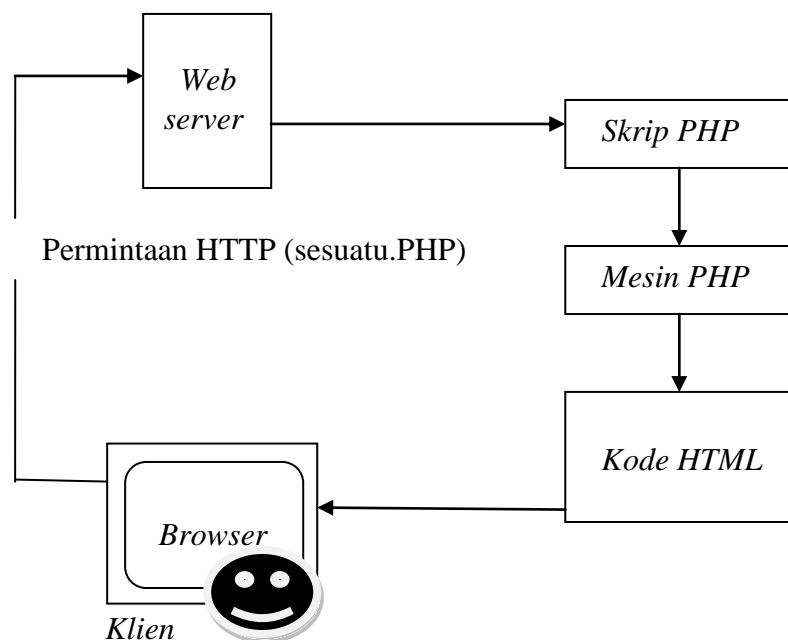 Web
server
Skrip PHP
Permintaan HTTP (sesuatu.PHP)
Mesin PHP
Kode HTML
Browser
Klien